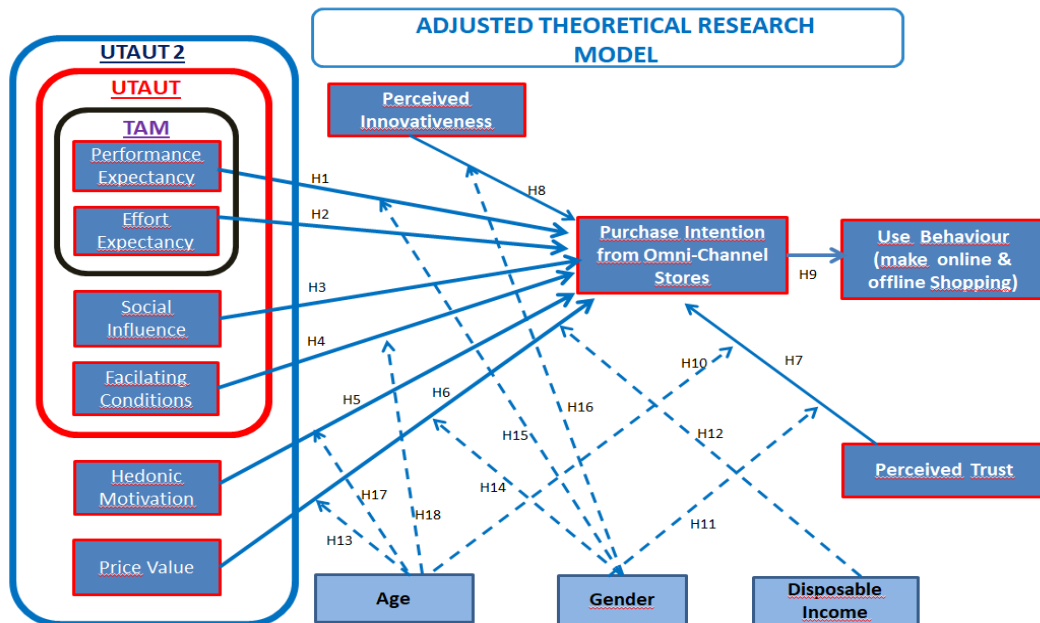 ADJUSTED THEORETICAL RESEARCH
MODEL
UTAUT 2
UTAUT
TAM
Performance
Expectancy
Effort
Expectancy
Social
Influence
Facilating
Conditions
Hedonic
Motivation
Price Value
Perceived
Innovativeness
H1
H2
H3
H4
H5
H6
H8
Purchase Intention
from Omni-Channel
Stores
H9
Use Behaviour
(make online &
offline Shopping)
H10
H7
H16
H15
H12
H17
H14
H18
H13
H11
Perceived Trust
Age
Gender
Disposable
Income